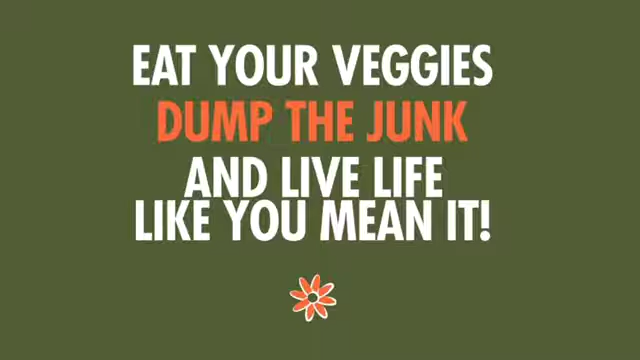 EAT YOUR VEGGIES
DUMP THE JUNK
AND LIVE LIFE
LIKE YOU MEAN IT!